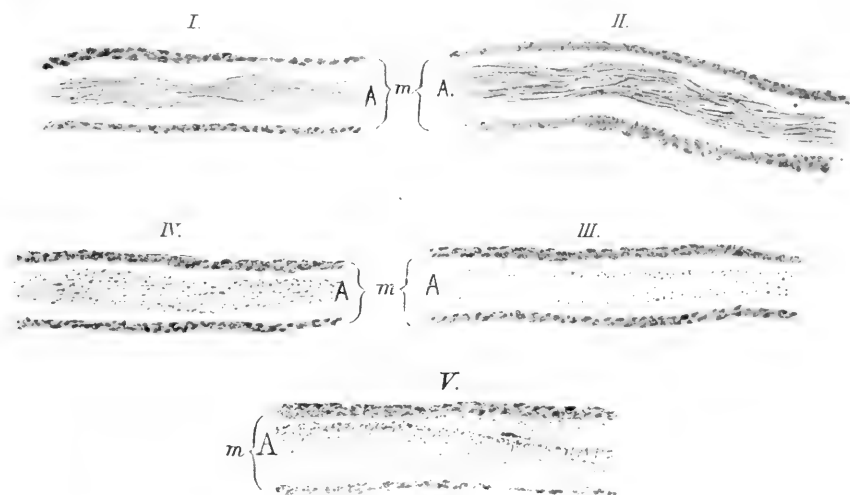 I. II.
A } m { A.
IV. III.
A } m { A
V.
m { A